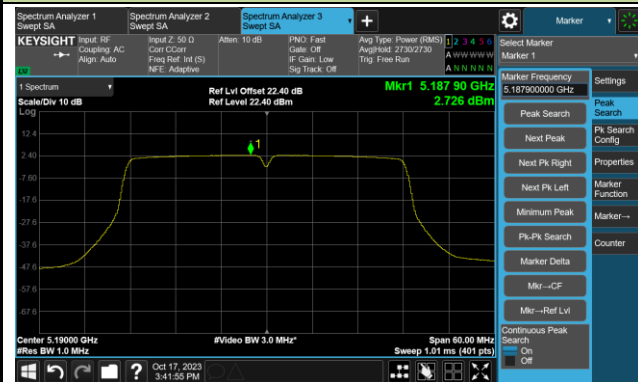 Spectrum Analyzer 1
Swept SA
Spectrum Analyzer 2
Swept SA
Spectrum Analyzer 3
Swept SA
+
Marker
KEYSIGHT
Input: RF
Coupling: AC
Align: Auto
Input Z: 50 Ω
Corr CCorr
Freq Ref: Int (S)
NFE: Adaptive
Atten: 10 dB
PNO: Fast
Gate: Off
IF Gain: Low
Sig Track: Off
Avg Type: Power (RMS)
Avg|Hold: 2730/2730
Trig: Free Run
1 2 3 4 5 6
A W W W W W
A N N N N N
LXI
Select Marker
Marker 1
1 Spectrum
Scale/Div 10 dB
Ref Lvl Offset 22.40 dB
Ref Level 22.40 dBm
Mkr1 5.187 90 GHz
2.726 dBm
Log
12.4
2.40
-7.60
-17.6
-27.6
-37.6
-47.6
-57.6
-67.6
1
Center 5.19000 GHz
#Res BW 1.0 MHz
#Video BW 3.0 MHz*
Span 60.00 MHz
Sweep 1.01 ms (401 pts)
Marker Frequency
5.187900000 GHz
Peak Search
Next Peak
Next Pk Right
Next Pk Left
Minimum Peak
Pk-Pk Search
Marker Delta
Mkr→CF
Mkr→Ref Lvl
Continuous Peak
Search
On
Off
Settings
Peak
Search
Pk Search
Config
Properties
Marker
Function
Marker→
Counter
?
Oct 17, 2023
3:41:55 PM